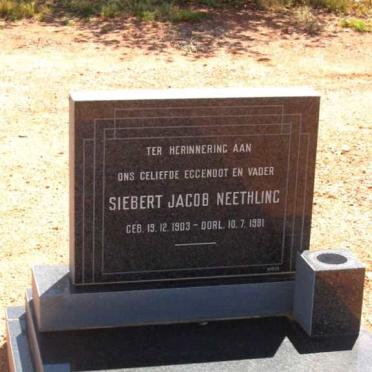 TER HERINNERING AAN
ONS GELIEFDE EGGENOOT EN VADER
SIEBERT JACOB NEETHLING
GEB. 19. 12. 1903 – OORL. 10. 7. 1981